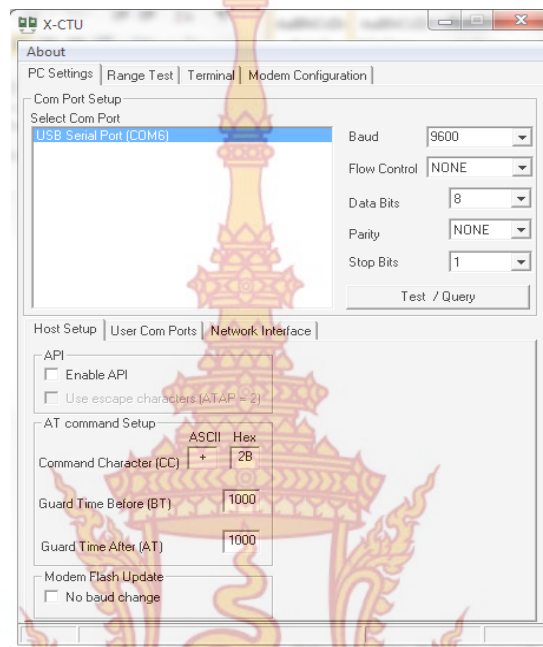 X-CTU
About
PC Settings Range Test Terminal Modem Configuration
Com Port Setup
Select Com Port
USB Serial Port (COM6)
Baud 9600
Flow Control NONE
Data Bits 8
Parity NONE
Stop Bits 1
Test / Query
Host Setup User Com Ports Network Interface
API
Enable API
Use escape characters (ATAP = 2)
AT command Setup
ASCII Hex
Command Character (CC) + 2B
Guard Time Before (BT) 1000
Guard Time After (AT) 1000
Modem Flash Update
No baud change